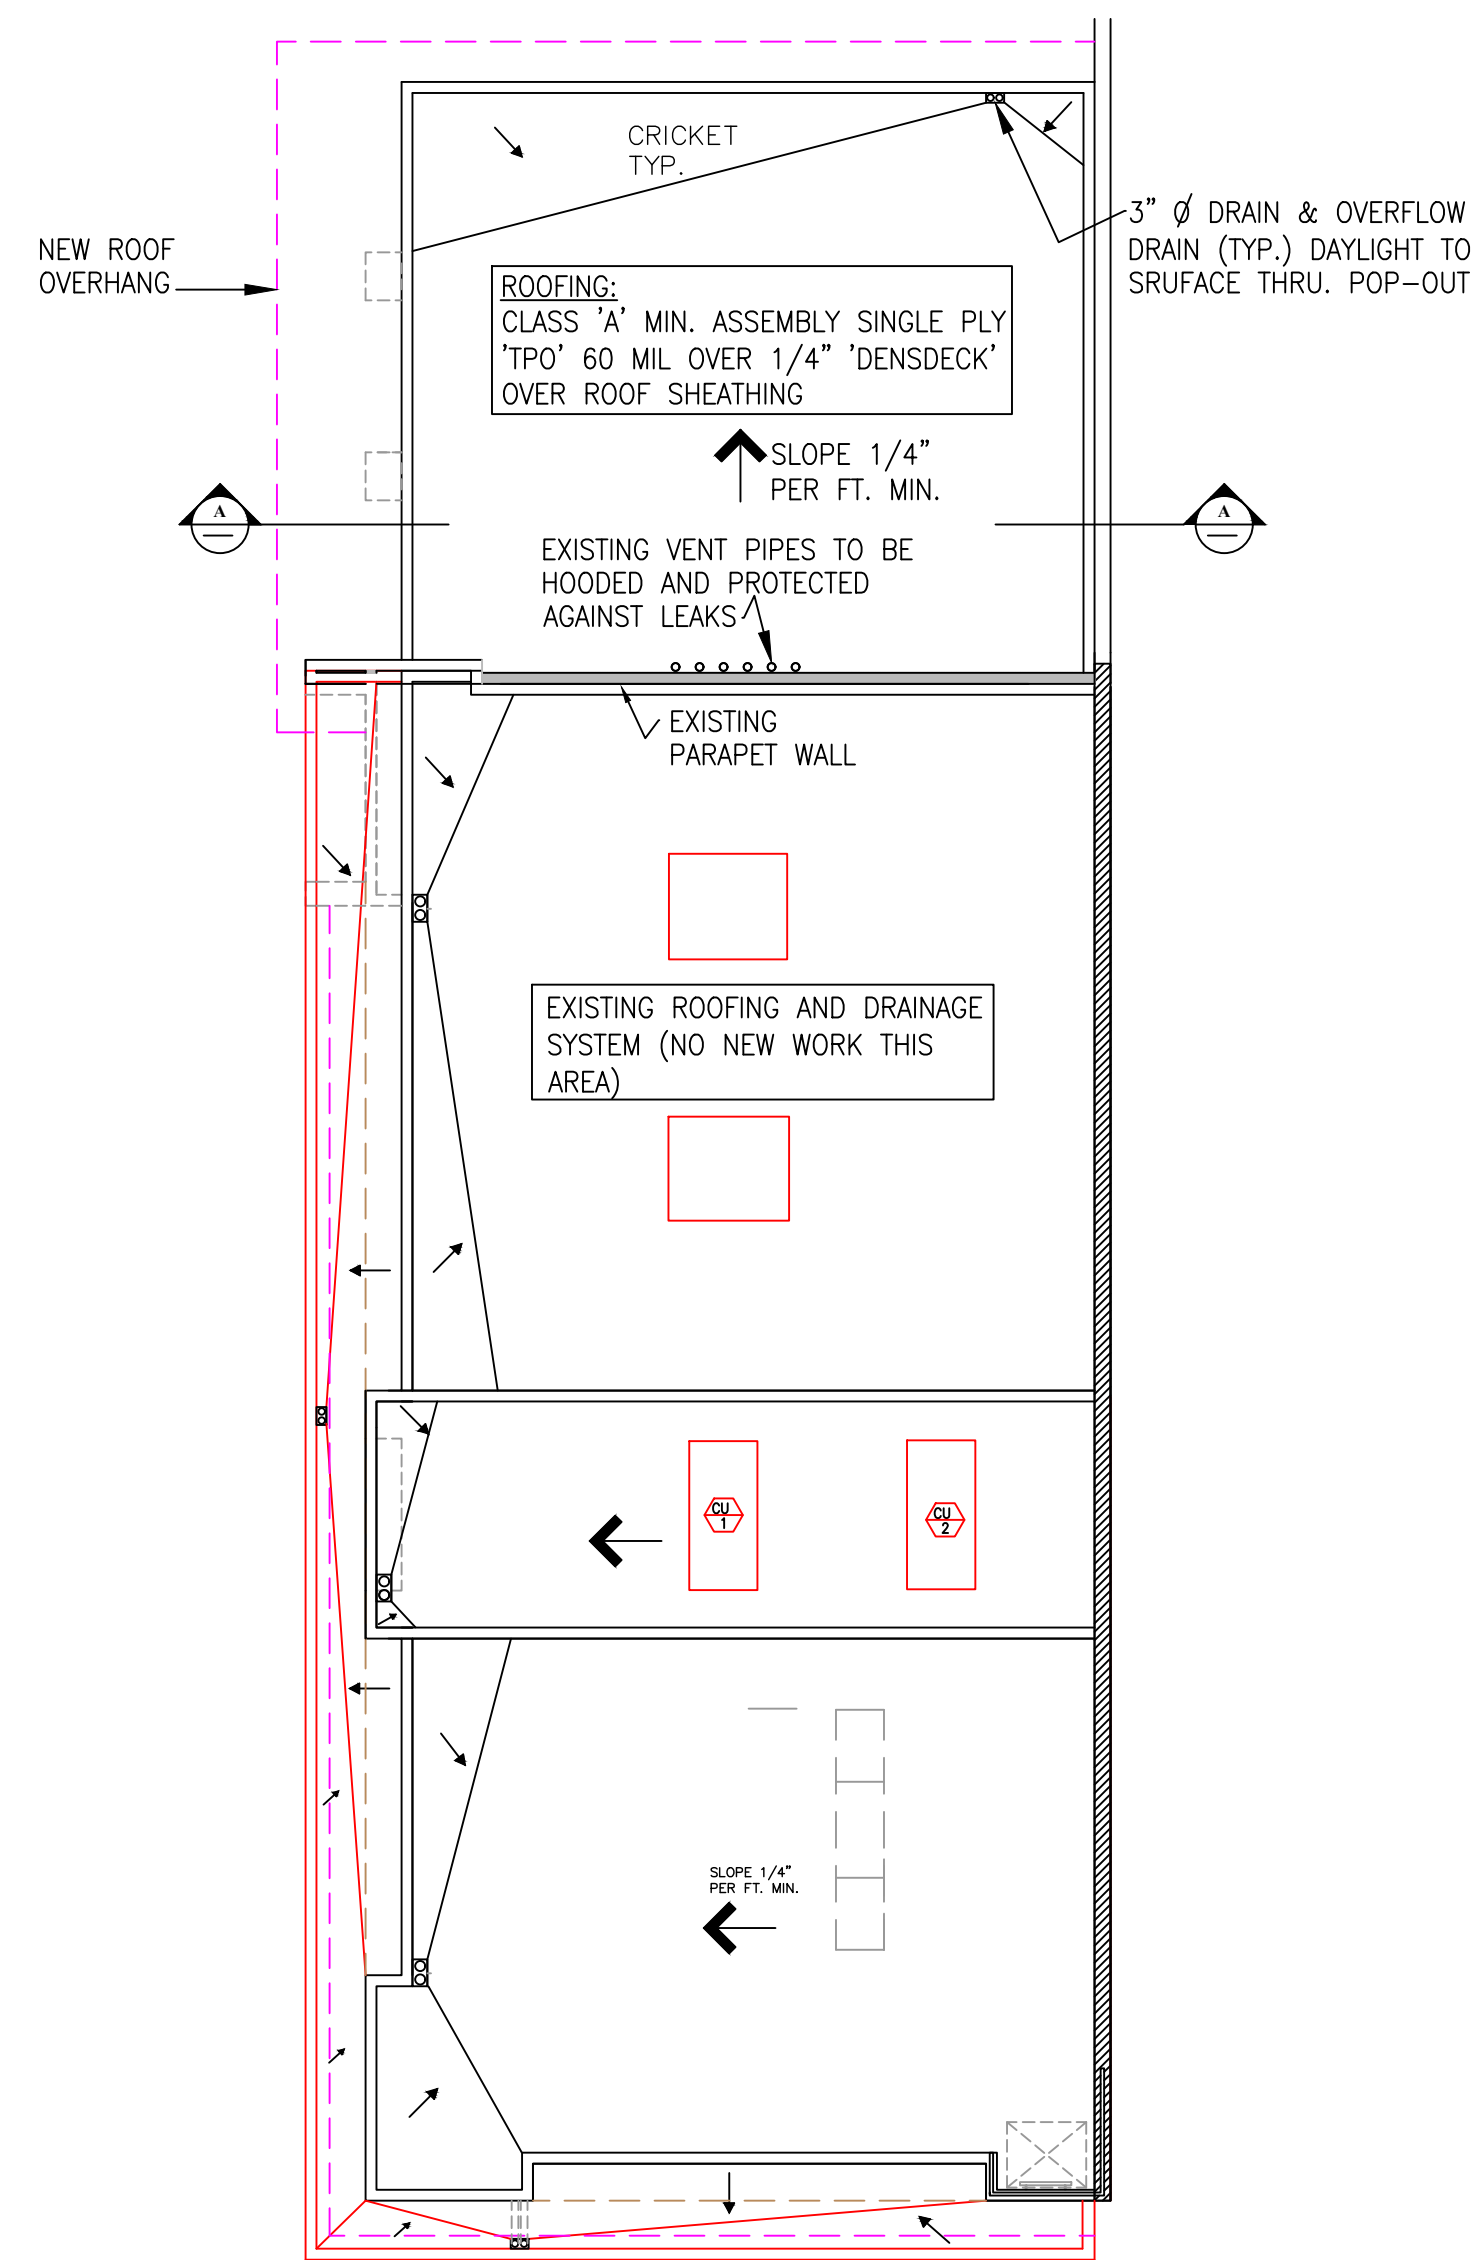 CRICKET
TYP.
3" Ø DRAIN & OVERFLOW
DRAIN (TYP.) DAYLIGHT TO
SRUFACE THRU. POP-OUT
NEW ROOF
OVERHANG
ROOFING:
CLASS 'A' MIN. ASSEMBLY SINGLE PLY
'TPO' 60 MIL OVER 1/4" 'DENSDECK'
OVER ROOF SHEATHING
SLOPE 1/4"
PER FT. MIN.
A
A
EXISTING VENT PIPES TO BE
HOODED AND PROTECTED
AGAINST LEAKS
EXISTING
PARAPET WALL
EXISTING ROOFING AND DRAINAGE
SYSTEM (NO NEW WORK THIS
AREA)
CU
1
CU
2
SLOPE 1/4"
PER FT. MIN.